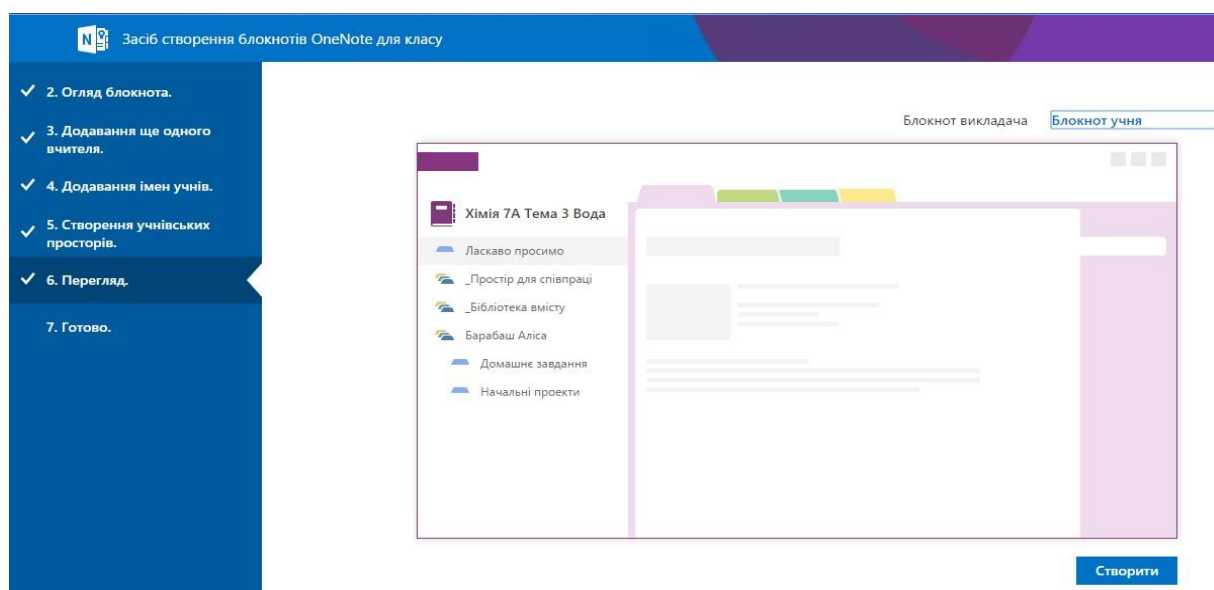 Засіб створення блокнотів OneNote для класу
2. Огляд блокнота.
3. Додавання ще одного
вчителя.
4. Додавання імен учнів.
5. Створення учнівських
просторів.
6. Перегляд.
7. Готово.
Блокнот викладача
Блокнот учня
Хімія 7А Тема 3 Вода
Ласкаво просимо
_Простір для співпраці
_Бібліотека вмісту
Барабаш Аліса
Домашнє завдання
Начальні проекти
Створити